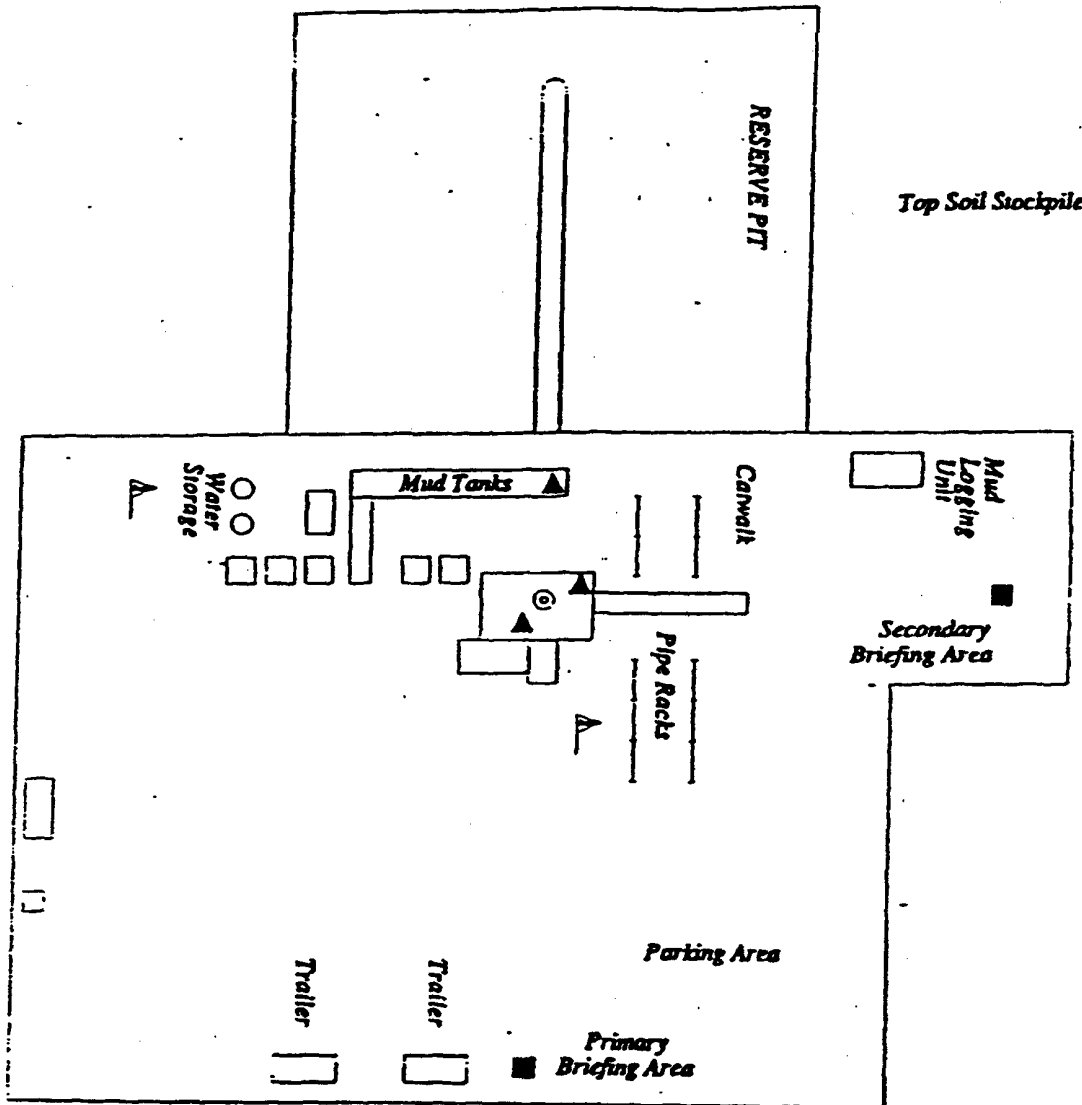 RESERVE PIT
Top Soil Stockpile
Water
Storage
Mud Tanks
Catwalk
Mud
Logging
Unit
Secondary
Briefing Area
Pipe Racks
Parking Area
Trailer
Trailer
Primary
Briefing Area